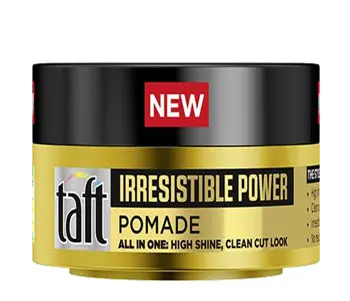 NEW
taft
IRRESISTIBLE POWER
POMADE
ALL IN ONE: HIGH SHINE, CLEAN CUT LOOK